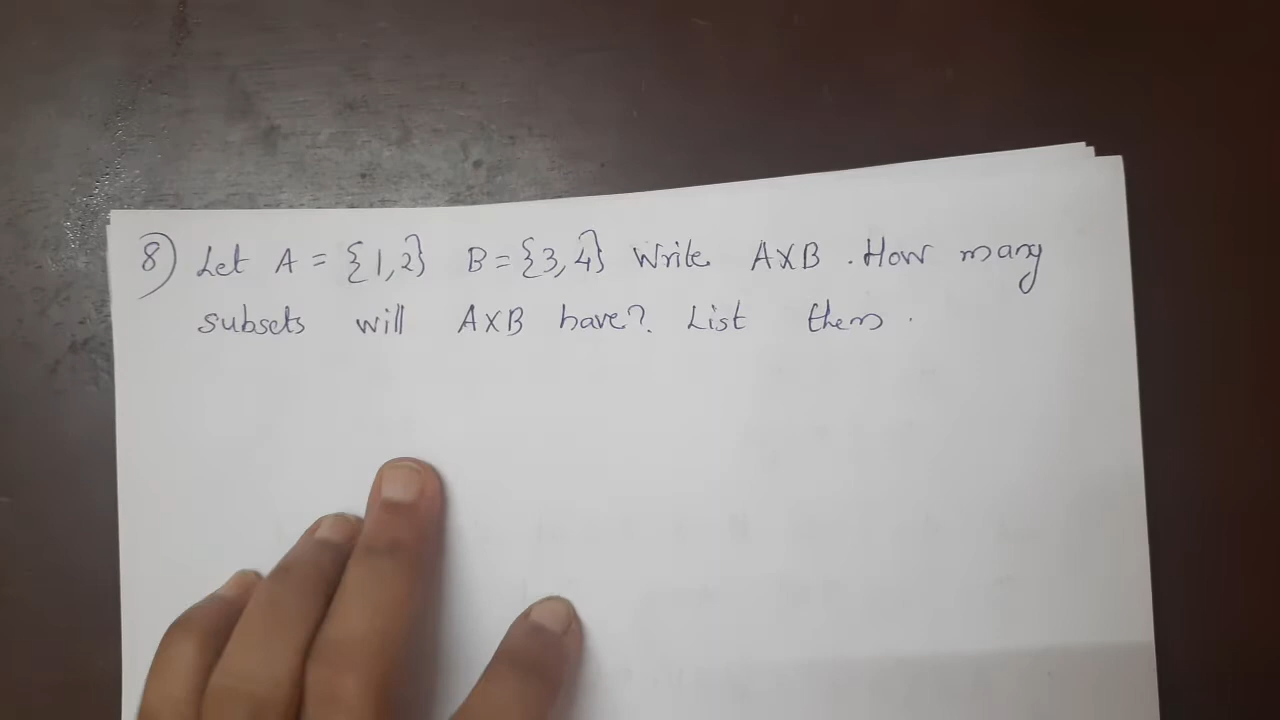 8) Let A = {1,2} B = {3,4} Write A×B. How many
subsets will A×B have? List them.